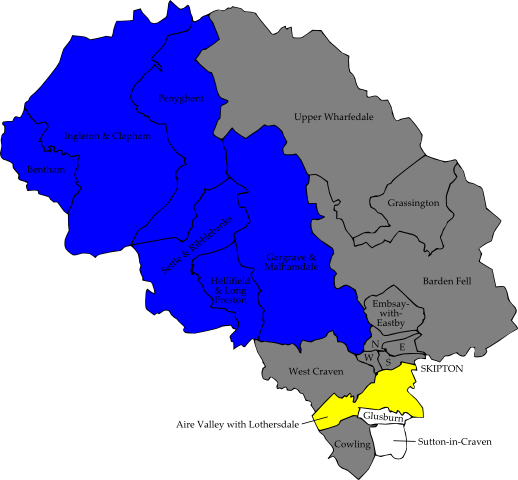 Penyghent
Upper Wharfedale
Ingleton & Clapham
Bentham
Grassington
Settle & Ribblebanks
Gargrave &
Malhamdale
Hellifield
& Long
Preston
Barden Fell
Embsay-
with-
Eastby
N
E
W
S
SKIPTON
West Craven
Glusburn
Aire Valley with Lothersdale
Cowling
Sutton-in-Craven